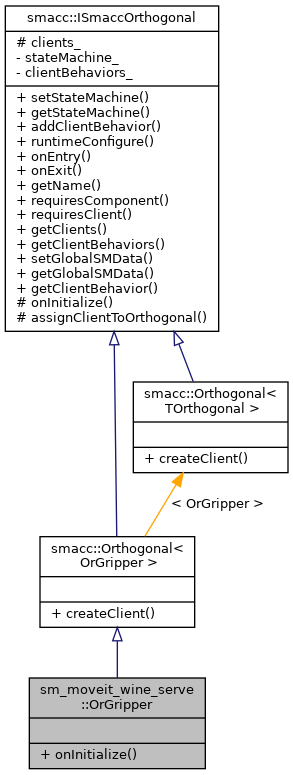 smacc::ISmaccOrthogonal
# clients_
- stateMachine_
- clientBehaviors_
+ setStateMachine()
+ getStateMachine()
+ addClientBehavior()
+ runtimeConfigure()
+ onEntry()
+ onExit()
+ getName()
+ requiresComponent()
+ requiresClient()
+ getClients()
+ getClientBehaviors()
+ setGlobalSMData()
+ getGlobalSMData()
+ getClientBehavior()
# onInitialize()
# assignClientToOrthogonal()
smacc::Orthogonal<
TOrthogonal >
+ createClient()
< OrGripper >
smacc::Orthogonal<
OrGripper >
+ createClient()
sm_moveit_wine_serve
::OrGripper
+ onInitialize()